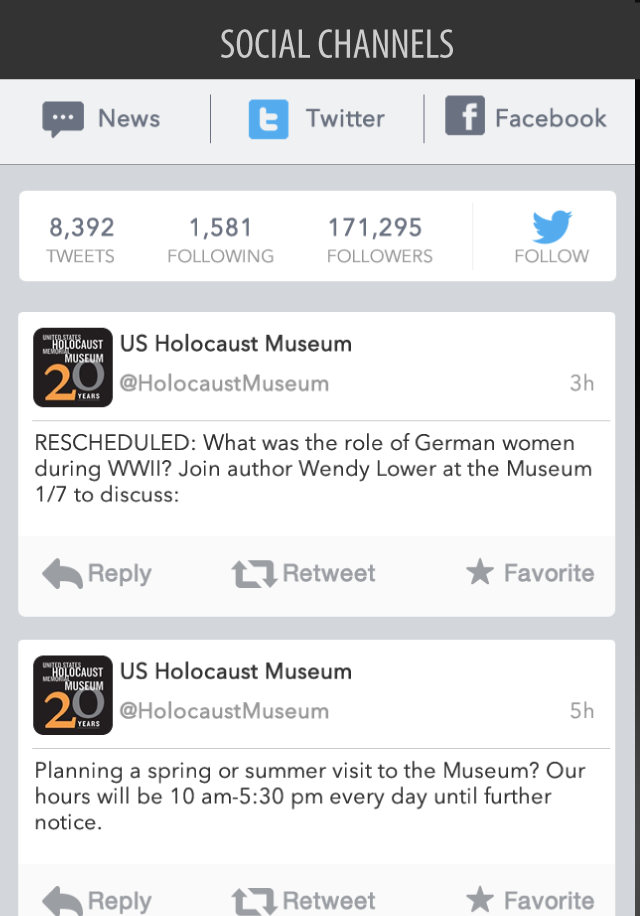 SOCIAL CHANNELS
News
Twitter
Facebook
8,392 1,581 171,295
TWEETS FOLLOWING FOLLOWERS FOLLOW
UNITED STATES
HOLOCAUST
MEMORIAL
MUSEUM
20
YEARS
US Holocaust Museum
@HolocaustMuseum 3h
RESCHEDULED: What was the role of German women
during WWII? Join author Wendy Lower at the Museum
1/7 to discuss:
Reply Retweet Favorite
UNITED STATES
HOLOCAUST
MEMORIAL
MUSEUM
20
YEARS
US Holocaust Museum
@HolocaustMuseum 5h
Planning a spring or summer visit to the Museum? Our
hours will be 10 am-5:30 pm every day until further
notice.
Reply Retweet Favorite